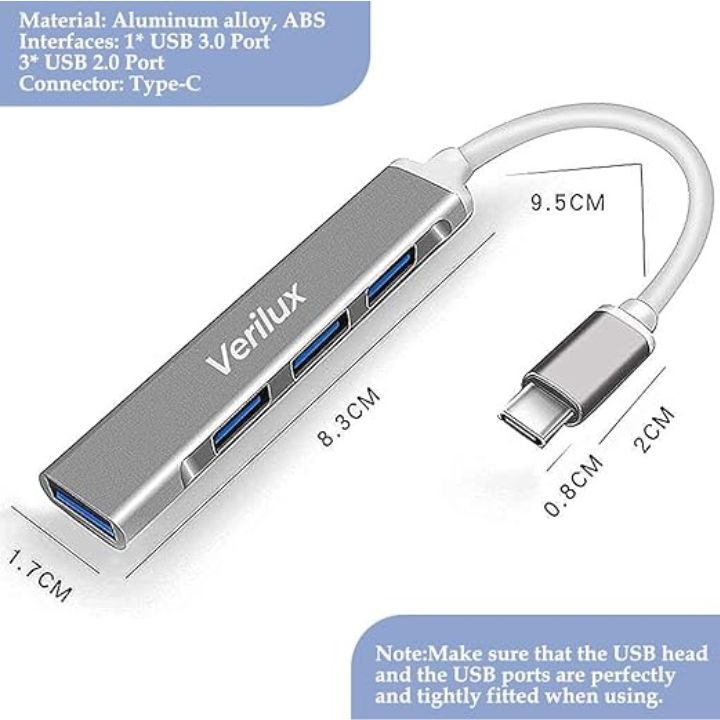 Material: Aluminum alloy, ABS
Interfaces: 1* USB 3.0 Port
3* USB 2.0 Port
Connector: Type-C
9.5CM
Verilux
8.3CM
2CM
0.8CM
1.7CM
Note:Make sure that the USB head
and the USB ports are perfectly
and tightly fitted when using.